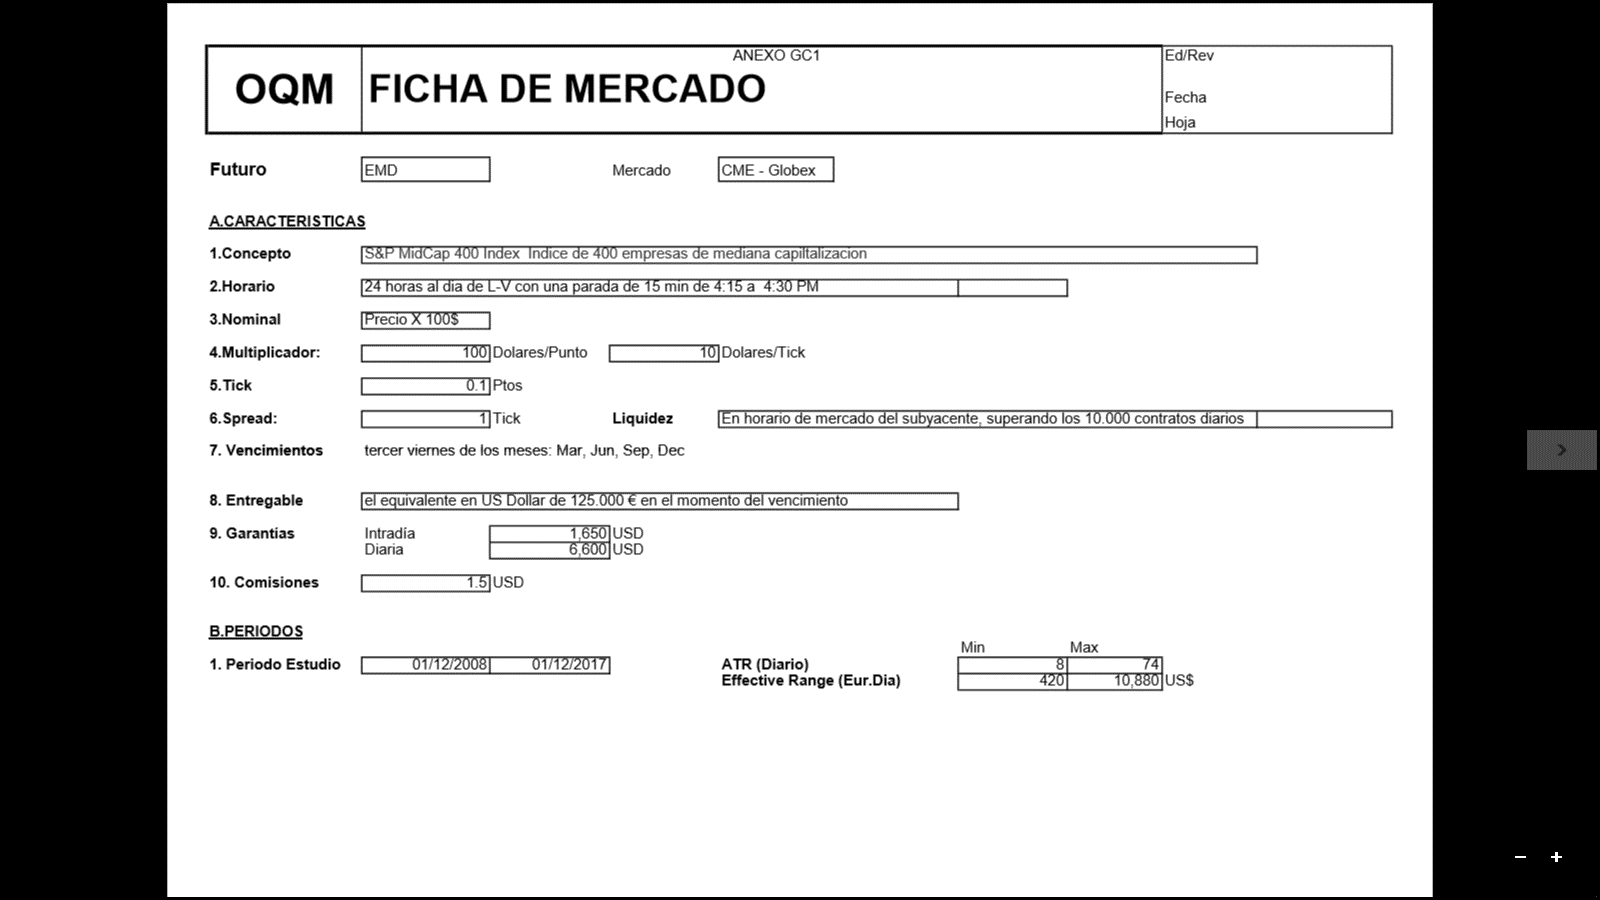 ANEXO GC1
OQM FICHA DE MERCADO
Ed/Rev
Fecha
Hoja
Futuro EMD Mercado CME - Globex
A.CARACTERISTICAS
1.Concepto S&P MidCap 400 Index Indice de 400 empresas de mediana capiltalizacion
2.Horario 24 horas al dia de L-V con una parada de 15 min de 4:15 a 4:30 PM
3.Nominal Precio X 100$
4.Multiplicador: 100 Dolares/Punto 10 Dolares/Tick
5.Tick 0.1 Ptos
6.Spread: 1 Tick Liquidez En horario de mercado del subyacente, superando los 10.000 contratos diarios
7. Vencimientos tercer viernes de los meses: Mar, Jun, Sep, Dec
8. Entregable el equivalente en US Dollar de 125.000 € en el momento del vencimiento
9. Garantías Intradía 1,650 USD
Diaria 6,600 USD
10. Comisiones 1.5 USD
B.PERIODOS
Min Max
1. Periodo Estudio 01/12/2008 01/12/2017 ATR (Diario) 8 74
Effective Range (Eur.Dia) 420 10,880 US$